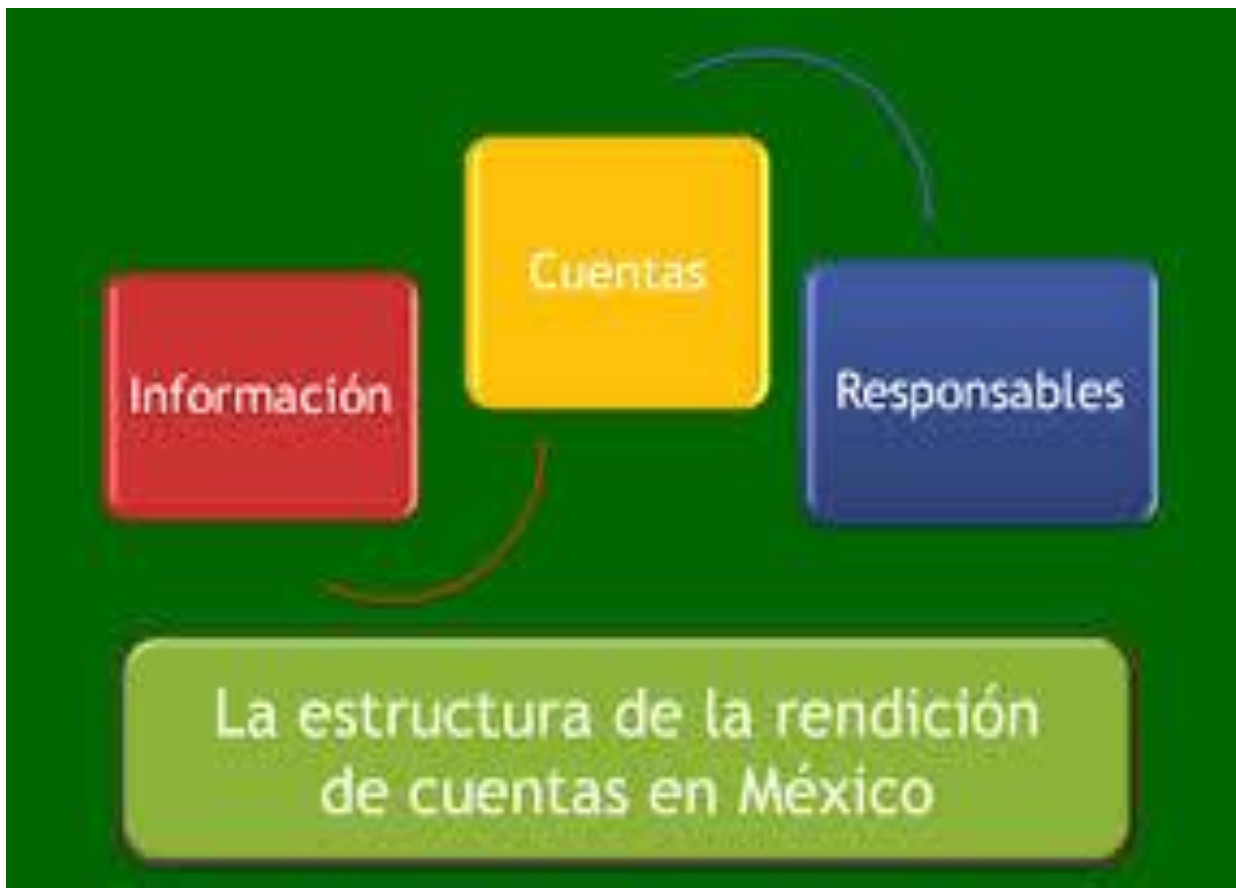 Información
Cuentas
Responsables
La estructura de la rendición
de cuentas en México